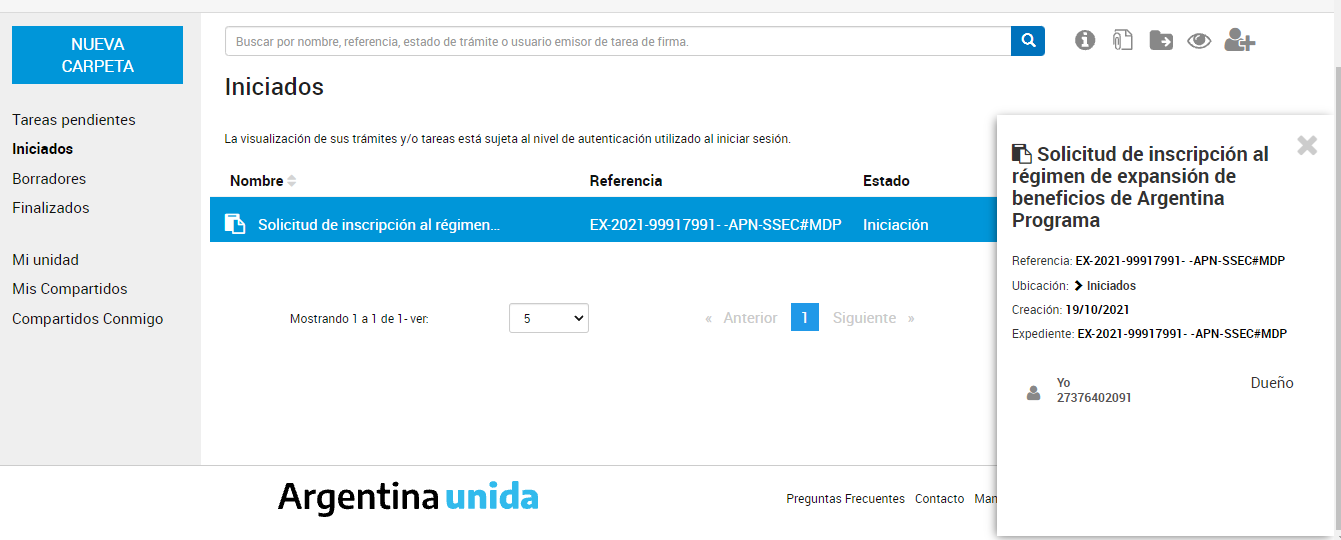 NUEVA
CARPETA
Buscar por nombre, referencia, estado de trámite o usuario emisor de tarea de firma.
Iniciados
Tareas pendientes
Iniciados
Borradores
Finalizados
Mi unidad
Mis Compartidos
Compartidos Conmigo
La visualización de sus trámites y/o tareas está sujeta al nivel de autenticación utilizado al iniciar sesión.
Nombre Referencia Estado
Solicitud de inscripción al régimen... EX-2021-99917991- -APN-SSEC#MDP Iniciación
Mostrando 1 a 1 de 1- ver: 5 « Anterior 1 Siguiente »
Solicitud de inscripción al
régimen de expansión de
beneficios de Argentina
Programa
Referencia: EX-2021-99917991- -APN-SSEC#MDP
Ubicación: Iniciados
Creación: 19/10/2021
Expediente: EX-2021-99917991- -APN-SSEC#MDP
Yo Dueño
27376402091
Argentina unida
Preguntas Frecuentes Contacto Man